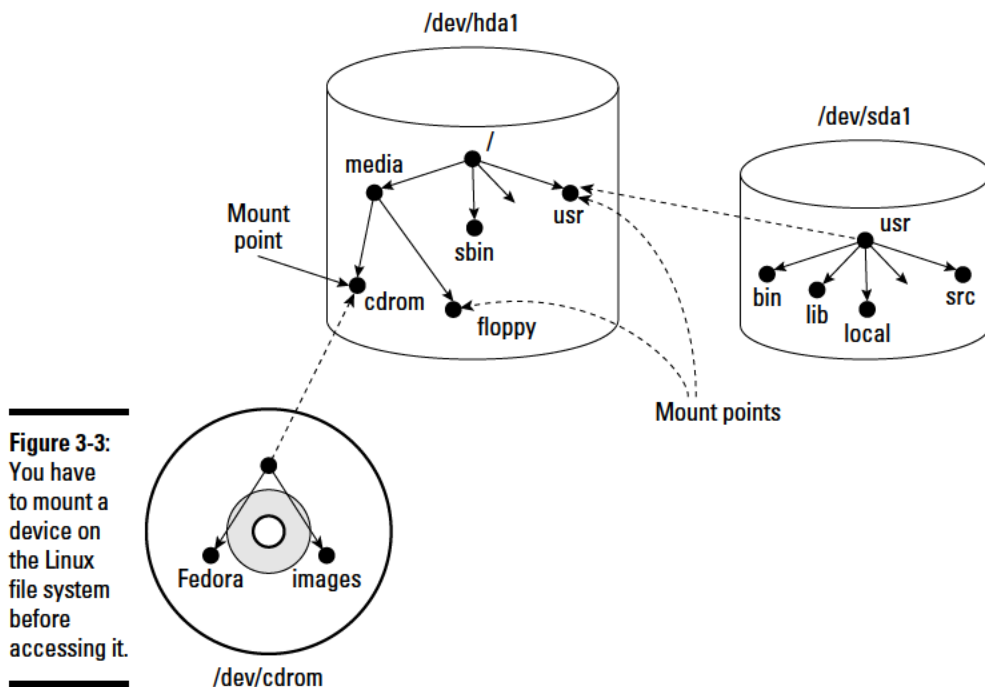 /dev/hda1
/dev/sda1
/
media
usr
sbin
Mount
point
cdrom
floppy
usr
bin
lib
local
src
Mount points
Figure 3-3:
You have
to mount a
device on
the Linux
file system
before
accessing it.
Fedora
images
/dev/cdrom